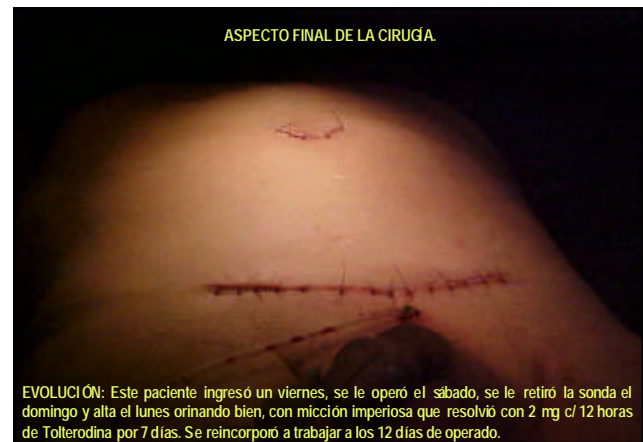 ASPECTO FINAL DE LA CIRUGÍA.
EVOLUCIÓN: Este paciente ingresó un viernes, se le operó el sábado, se le retiró la sonda el
domingo y alta el lunes orinando bien, con micción imperiosa que resolvió con 2 mg c/ 12 horas
de Tolterodina por 7 días. Se reincorporó a trabajar a los 12 días de operado.